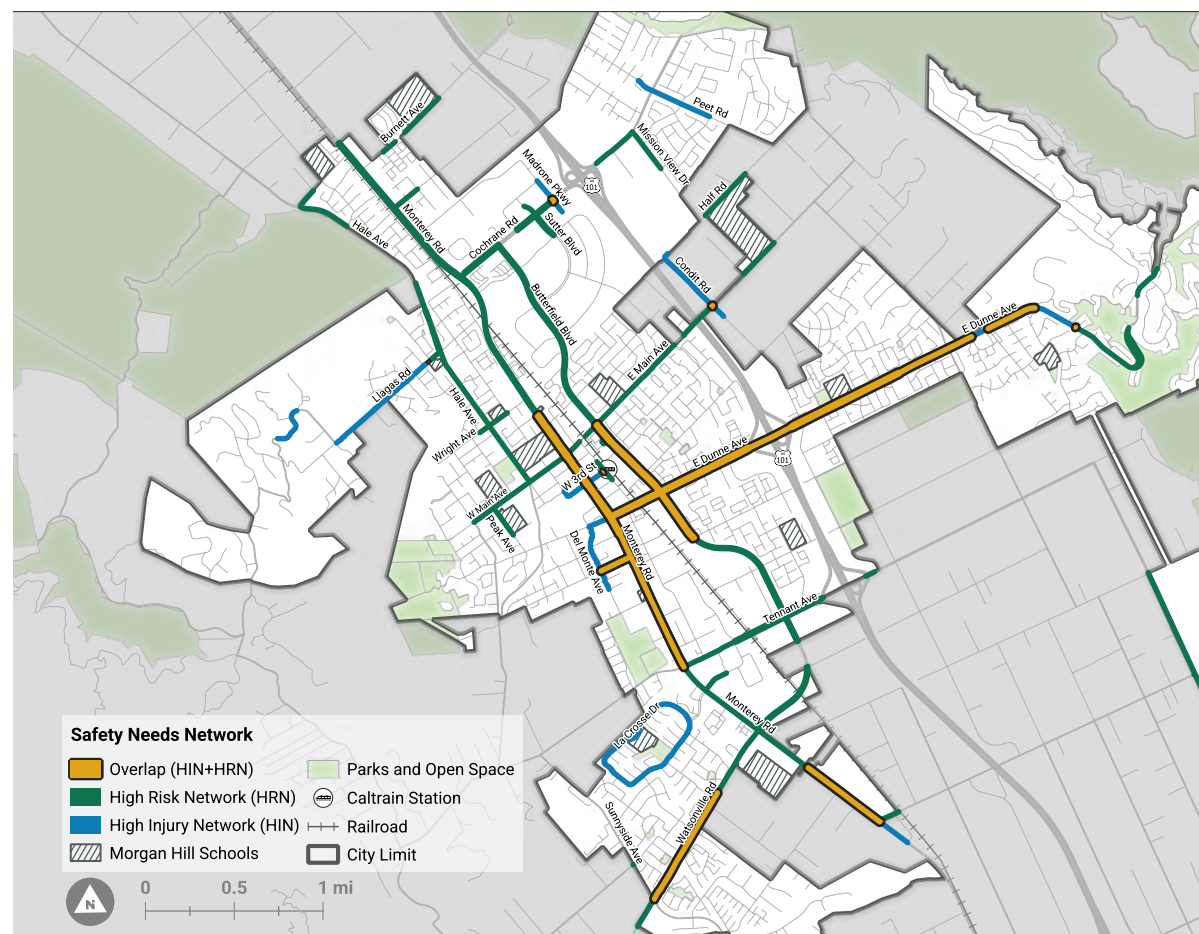 Peet Rd
Burnett Ave
Mission View Dr
Madrone Pkwy
101
Half Rd
Monterey Rd
Hale Ave
Cochrane Rd
Sutter Blvd
Condit Rd
Butterfield Blvd
E Dunne Ave
E Main Ave
Llagas Rd
Hale Ave
Wright Ave
E Dunne Ave
101
W 3rd St
W Main Ave
Peak Ave
Del Monte Ave
Monterey Rd
Tennant Ave
Monterey Rd
La Crosse Dr
Watsonville Rd
Sunnyside Ave
Safety Needs Network
Overlap (HIN+HRN)
High Risk Network (HRN)
High Injury Network (HIN)
Morgan Hill Schools
Parks and Open Space
Caltrain Station
Railroad
City Limit
N
0 0.5 1 mi